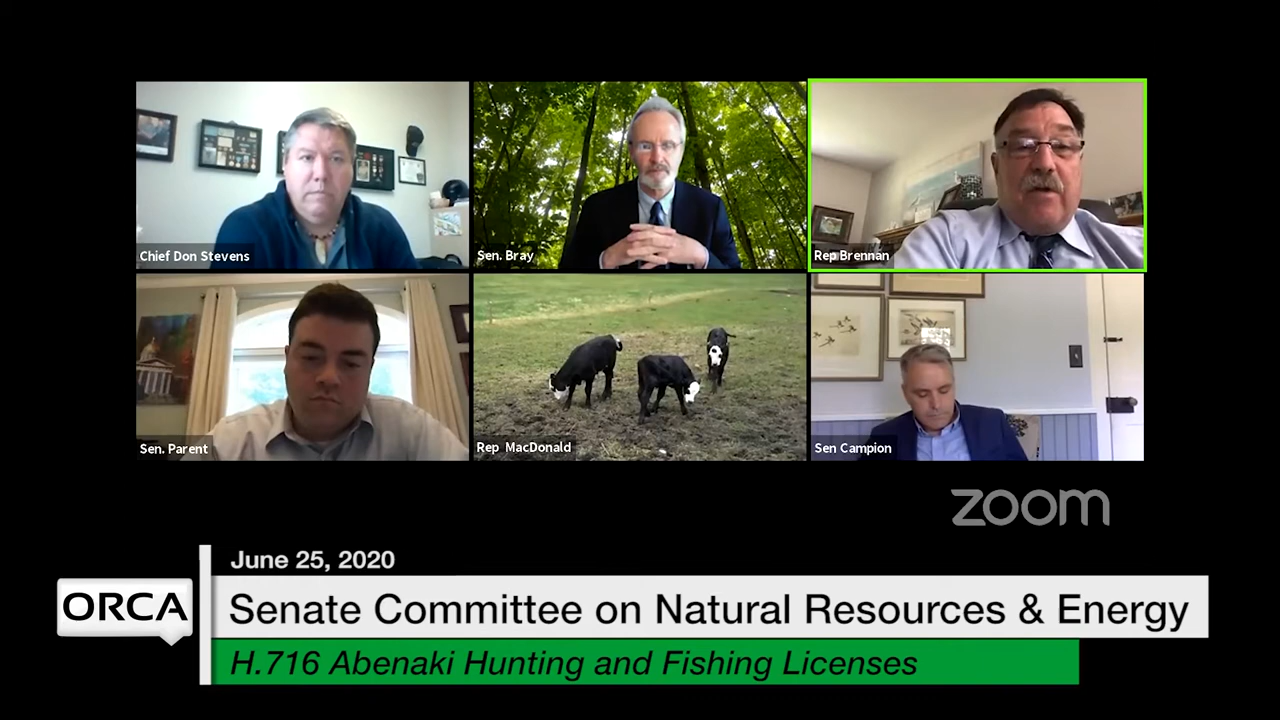 Chief Don Stevens
Sen. Bray
Rep Brennan
Sen. Parent
Rep MacDonald
Sen Campion
zoom
June 25, 2020
ORCA
Senate Committee on Natural Resources & Energy
H.716 Abenaki Hunting and Fishing Licenses